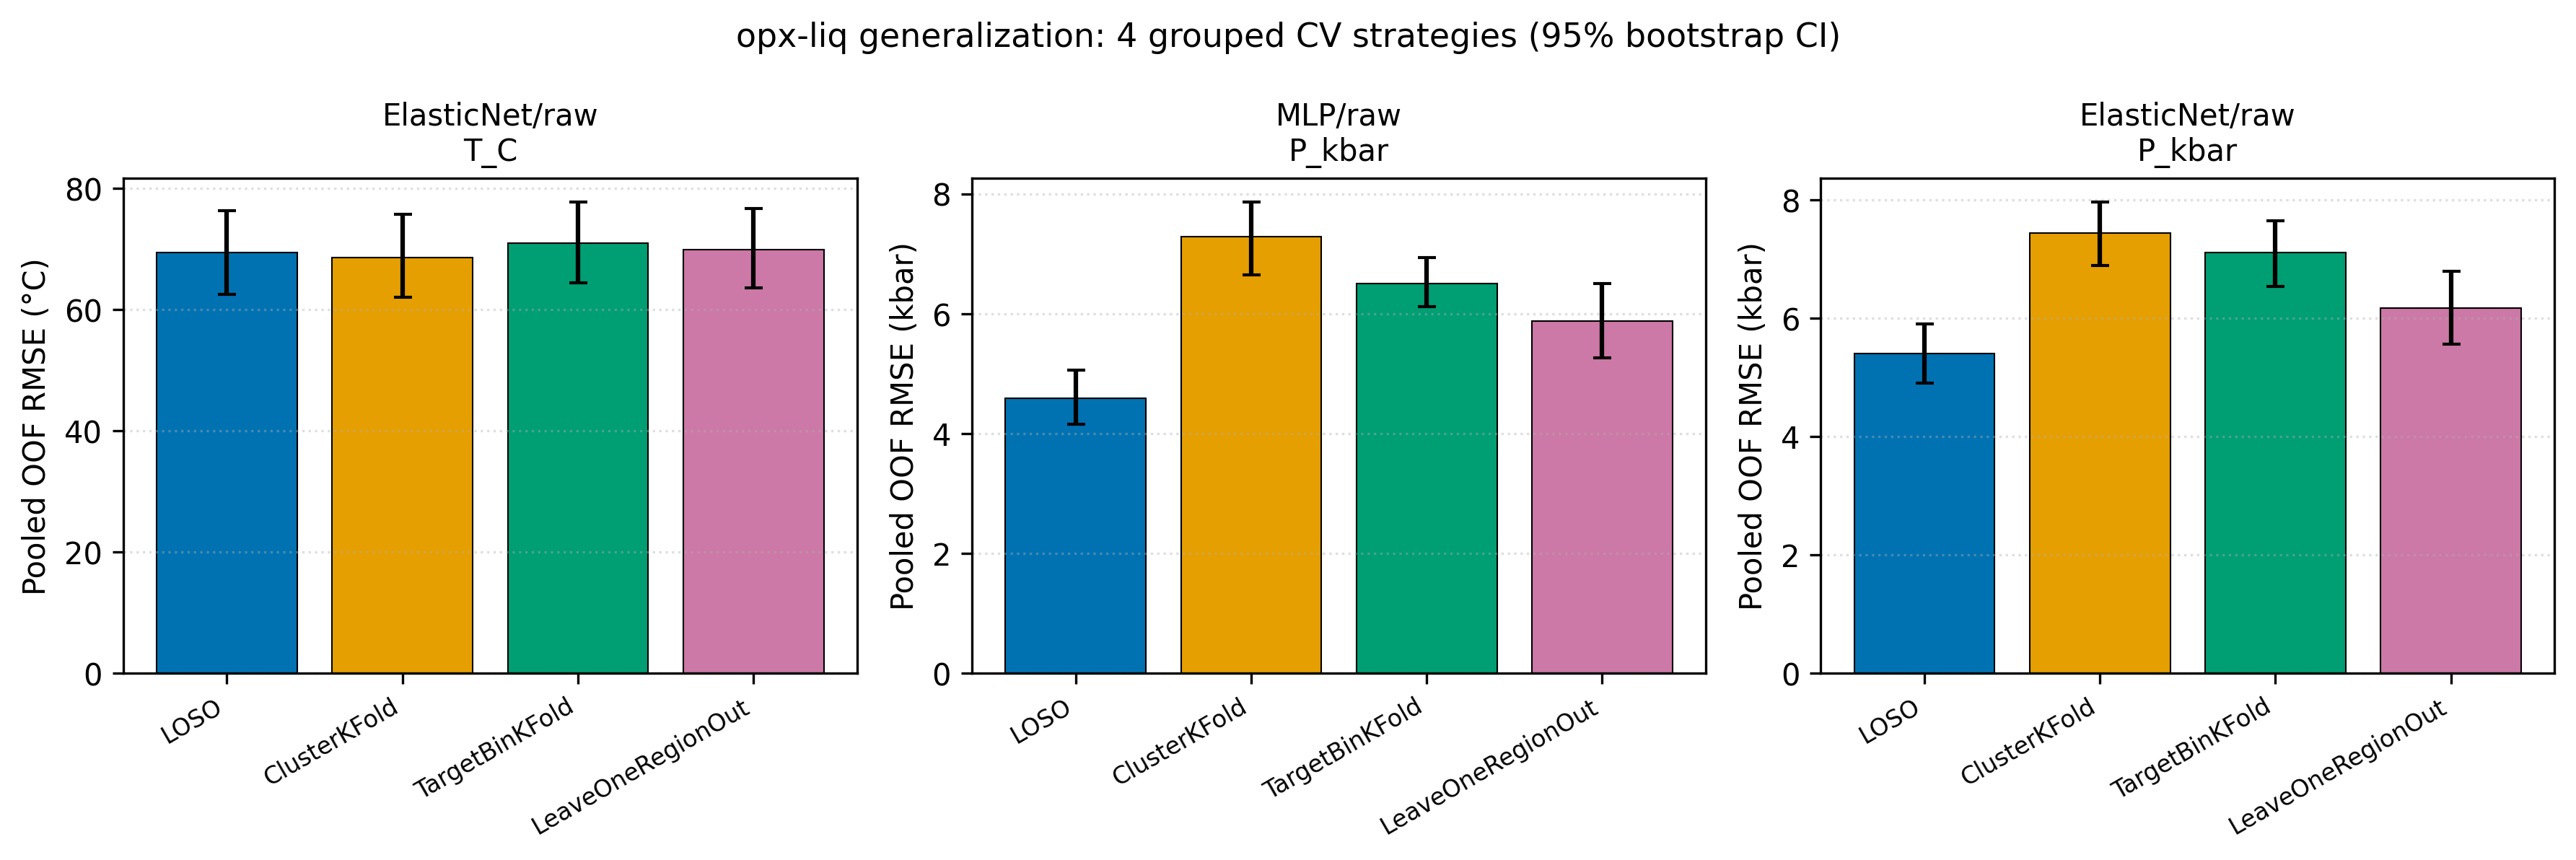 opx-liq generalization: 4 grouped CV strategies (95% bootstrap CI)
ElasticNet/raw
T_C
Pooled OOF RMSE (°C)
80
60
40
20
0
LOSO
ClusterKFold
TargetBinKFold
LeaveOneRegionOut
MLP/raw
P_kbar
Pooled OOF RMSE (kbar)
8
6
4
2
0
LOSO
ClusterKFold
TargetBinKFold
LeaveOneRegionOut
ElasticNet/raw
P_kbar
Pooled OOF RMSE (kbar)
8
6
4
2
0
LOSO
ClusterKFold
TargetBinKFold
LeaveOneRegionOut